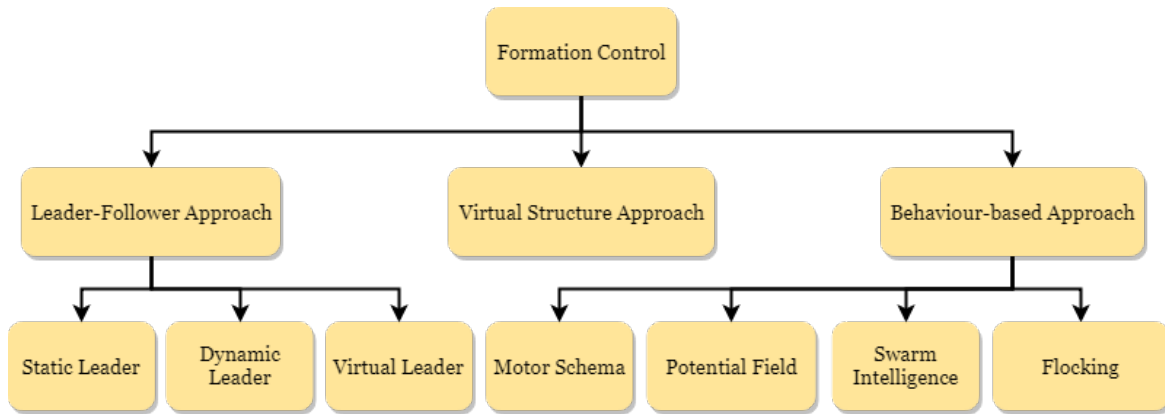 Formation Control
Leader-Follower Approach
Virtual Structure Approach
Behaviour-based Approach
Static Leader
Dynamic
Leader
Virtual Leader
Motor Schema
Potential Field
Swarm
Intelligence
Flocking